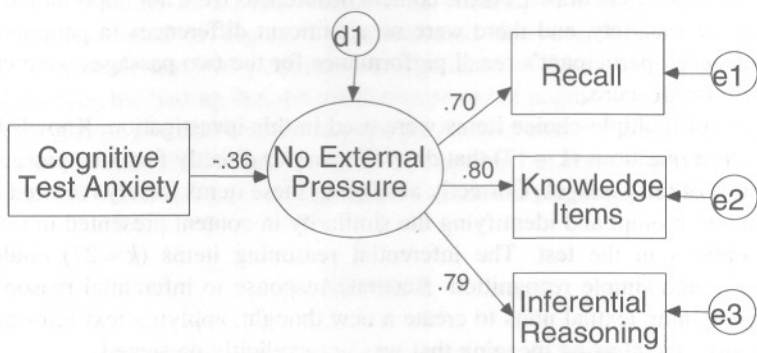 d1
.70
Recall
e1
Cognitive
Test Anxiety
-.36
No External
Pressure
.80
Knowledge
Items
e2
.79
Inferential
Reasoning
e3